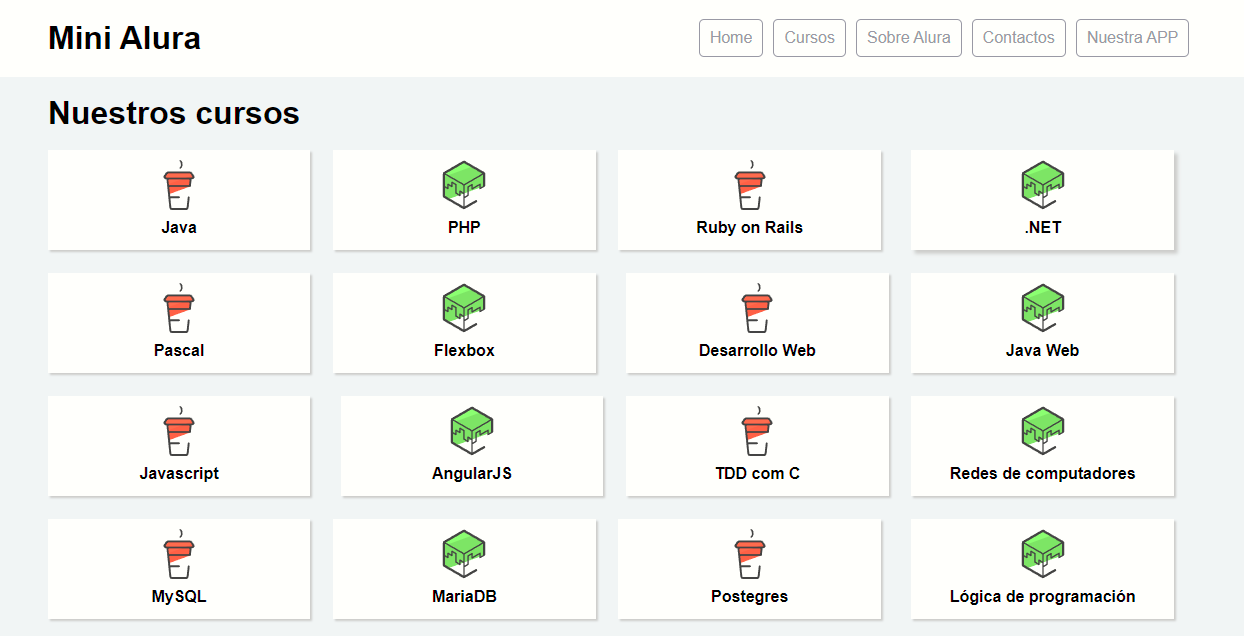 Mini Alura
Home Cursos Sobre Alura Contactos Nuestra APP
Nuestros cursos
Java PHP Ruby on Rails .NET
Pascal Flexbox Desarrollo Web Java Web
Javascript AngularJS TDD com C Redes de computadores
MySQL MariaDB Postegres Lógica de programación